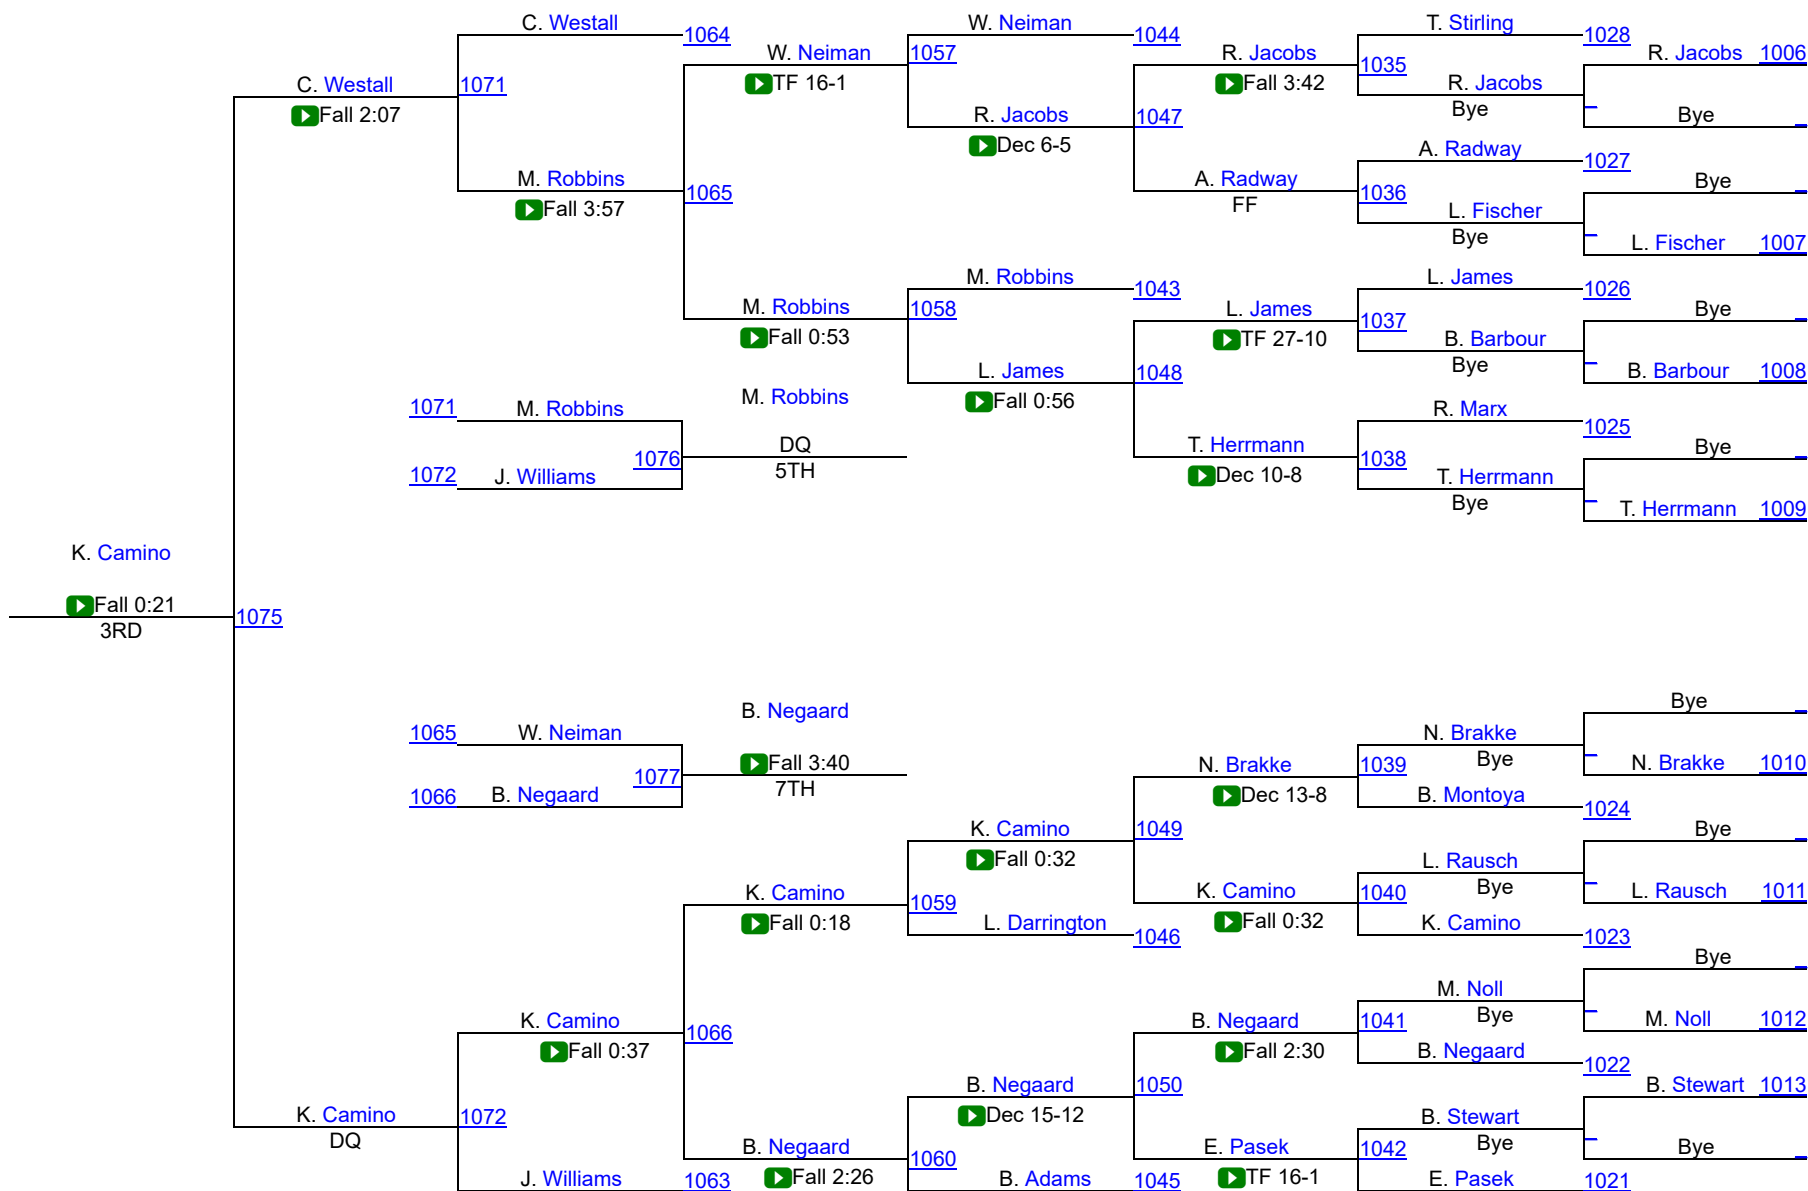 C. Westall
1064
W. Neiman
1044
T. Stirling
1028
W. Neiman
1057
R. Jacobs
R. Jacobs 1006
TF 16-1
1035
C. Westall
1071
Fall 3:42
R. Jacobs
Fall 2:07
R. Jacobs
1047
Bye
Bye
Dec 6-5
A. Radway
1027
M. Robbins
A. Radway
Bye
Fall 3:57
1065
FF
1036
L. Fischer
Bye
L. Fischer 1007
M. Robbins
1043
L. James
1026
M. Robbins
1058
L. James
Bye
Fall 0:53
TF 27-10
1037
B. Barbour
L. James
1048
Bye
B. Barbour 1008
M. Robbins
Fall 0:56
1071
M. Robbins
R. Marx
1025
DQ
T. Herrmann
Bye
1076
5TH
Dec 10-8
1038
1072
J. Williams
T. Herrmann
Bye
T. Herrmann 1009
K. Camino
Fall 0:21
3RD
1075
B. Negaard
Bye
1065
W. Neiman
N. Brakke
Fall 3:40
N. Brakke
1039
Bye
N. Brakke 1010
1077
7TH
Dec 13-8
1066
B. Negaard
B. Montoya
1024
K. Camino
1049
Bye
Fall 0:32
L. Rausch
K. Camino
K. Camino
1040
Bye
L. Rausch 1011
Fall 0:18
1059
L. Darrington
1046
Fall 0:32
K. Camino
1023
Bye
M. Noll
K. Camino
1066
B. Negaard
1041
Bye
M. Noll 1012
Fall 0:37
Fall 2:30
B. Negaard
1022
B. Negaard
1050
B. Stewart 1013
K. Camino
1072
Dec 15-12
B. Stewart
DQ
B. Negaard
E. Pasek
1042
Bye
Bye
1060
J. Williams
1063
Fall 2:26
B. Adams
1045
TF 16-1
E. Pasek
1021